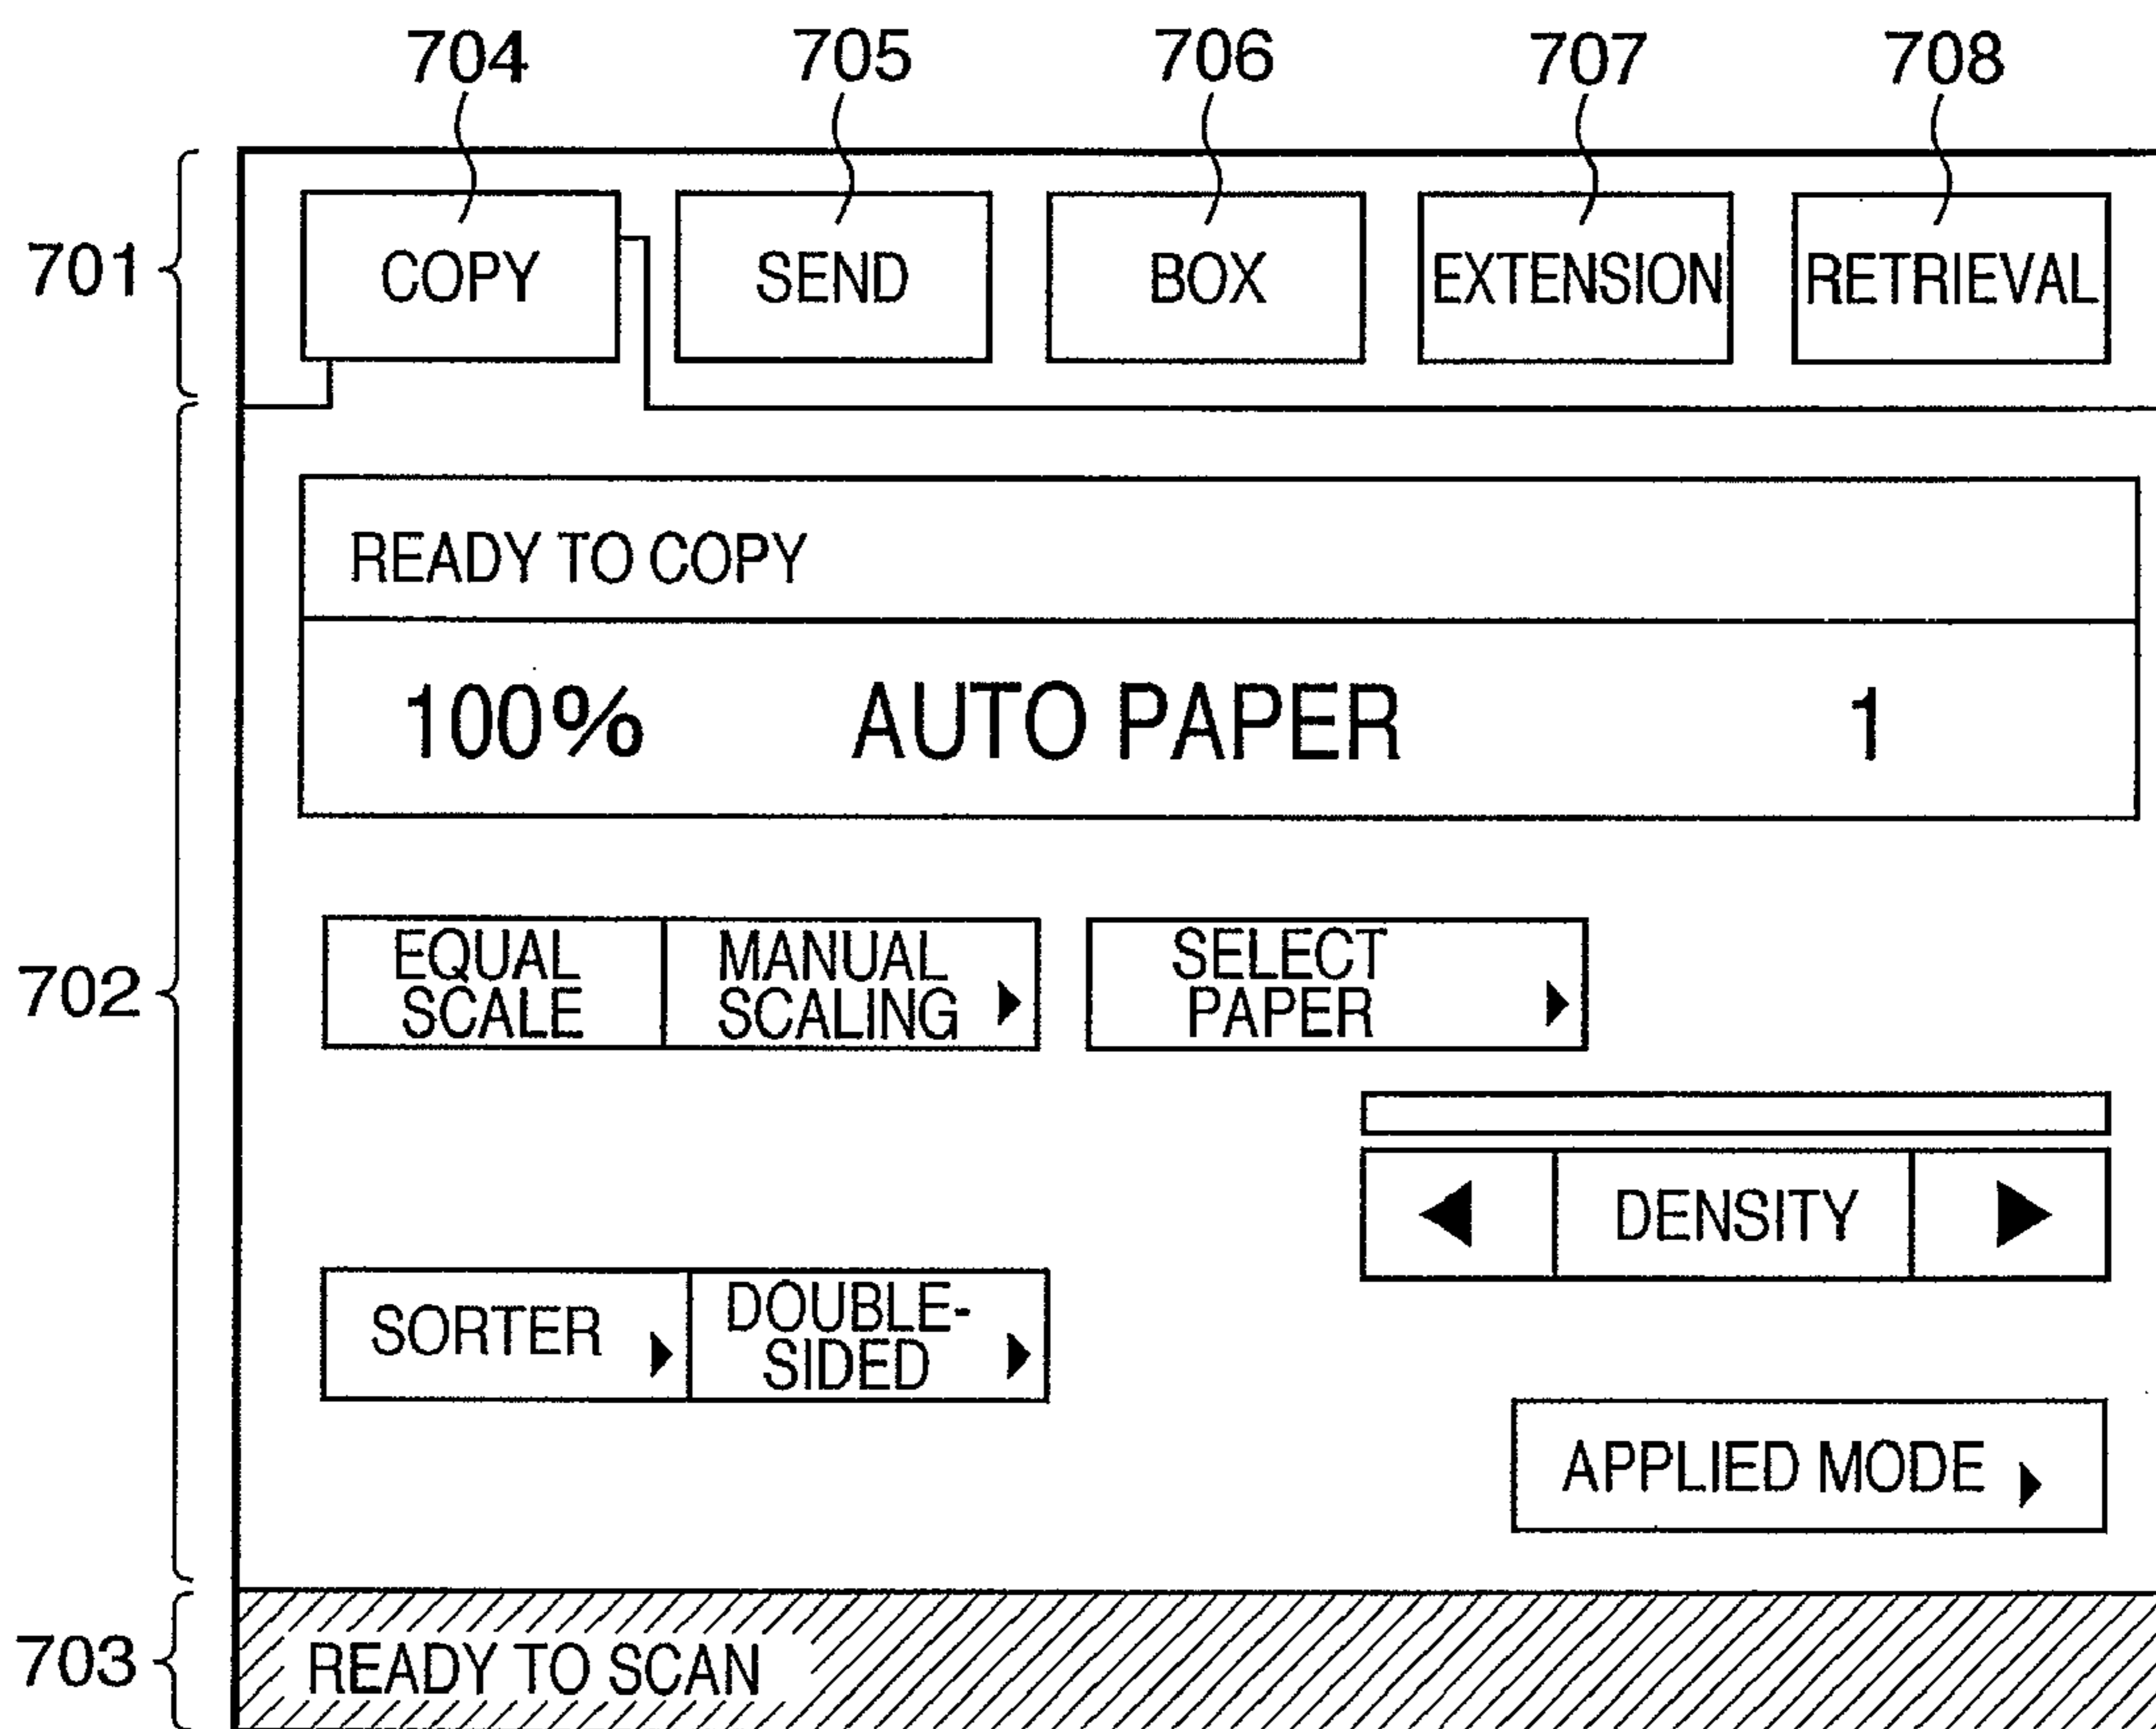 704 705 706 707 708
701
COPY SEND BOX EXTENSION RETRIEVAL
READY TO COPY
100% AUTO PAPER 1
702
EQUAL
SCALE
MANUAL
SCALING
SELECT
PAPER
DENSITY
SORTER
DOUBLE-
SIDED
APPLIED MODE
703
READY TO SCAN